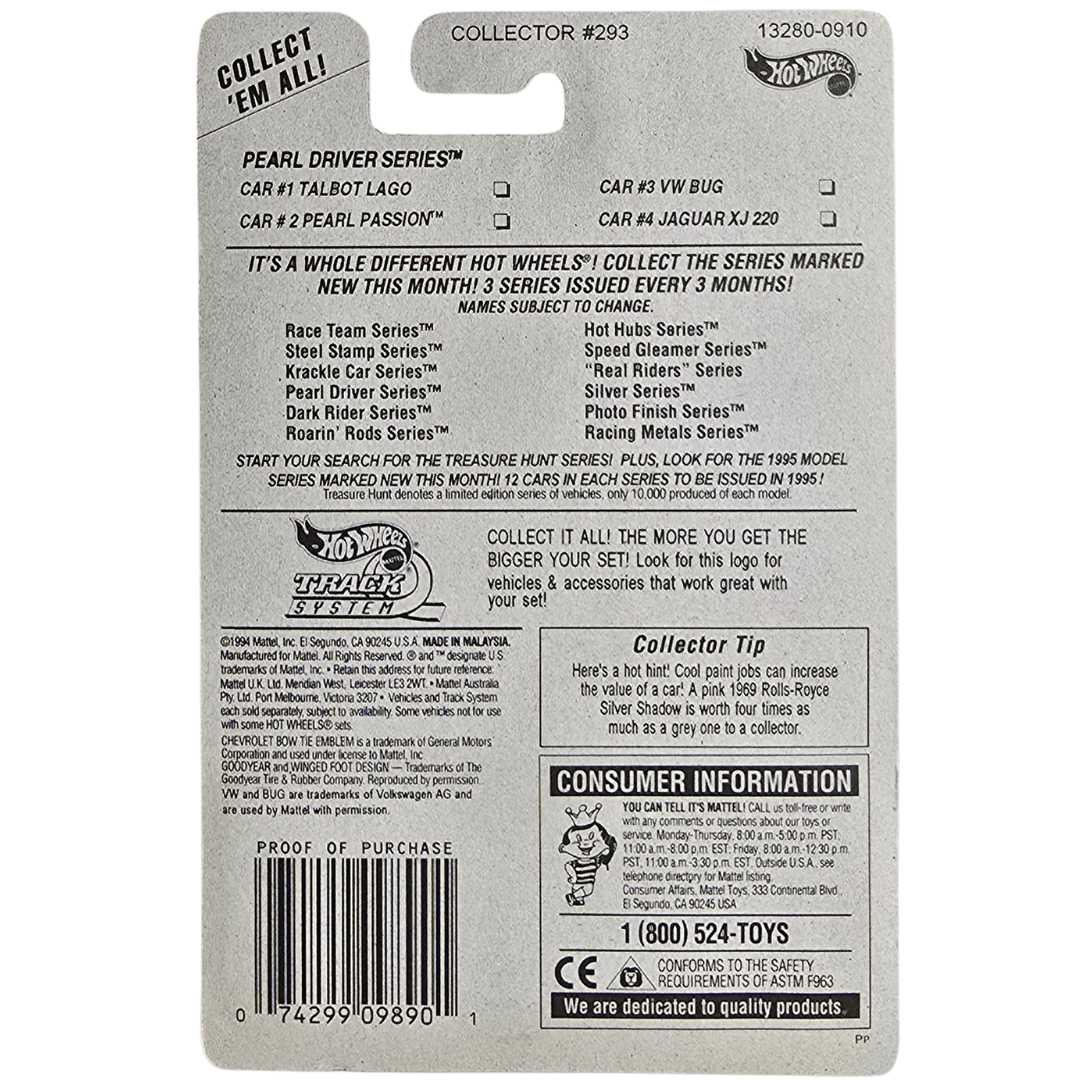 COLLECT
'EM ALL!
COLLECTOR #293
13280-0910
HOT WHEELS
MATTEL
PEARL DRIVER SERIES™
CAR #1 TALBOT LAGO ❏
CAR #3 VW BUG ❏
CAR # 2 PEARL PASSION™ ❏
CAR #4 JAGUAR XJ 220 ❏
IT'S A WHOLE DIFFERENT HOT WHEELS®! COLLECT THE SERIES MARKED
NEW THIS MONTH! 3 SERIES ISSUED EVERY 3 MONTHS!
NAMES SUBJECT TO CHANGE.
Race Team Series™
Steel Stamp Series™
Krackle Car Series™
Pearl Driver Series™
Dark Rider Series™
Roarin' Rods Series™
Hot Hubs Series™
Speed Gleamer Series™
"Real Riders" Series
Silver Series™
Photo Finish Series™
Racing Metals Series™
START YOUR SEARCH FOR THE TREASURE HUNT SERIES! PLUS, LOOK FOR THE 1995 MODEL
SERIES MARKED NEW THIS MONTH! 12 CARS IN EACH SERIES TO BE ISSUED IN 1995!
Treasure Hunt denotes a limited edition series of vehicles, only 10,000 produced of each model.
HOT WHEELS
MATTEL
TRACK
SYSTEM
COLLECT IT ALL! THE MORE YOU GET THE
BIGGER YOUR SET! Look for this logo for
vehicles & accessories that work great with
your set!
©1994 Mattel, Inc. El Segundo, CA 90245 U.S.A. MADE IN MALAYSIA.
Manufactured for Mattel. All Rights Reserved. ® and ™ designate U.S.
trademarks of Mattel, Inc. • Retain this address for future reference:
Mattel U.K. Ltd. Meridian West, Leicester LE3 2WT. • Mattel Australia
Pty. Ltd. Port Melbourne, Victoria 3207 • Vehicles and Track System
each sold separately, subject to availability. Some vehicles not for use
with some HOT WHEELS® sets.
CHEVROLET BOW TIE EMBLEM is a trademark of General Motors
Corporation and used under license to Mattel, Inc.
GOODYEAR and WINGED FOOT DESIGN — Trademarks of The
Goodyear Tire & Rubber Company. Reproduced by permission.
VW and BUG are trademarks of Volkswagen AG and
are used by Mattel with permission.
PROOF OF PURCHASE
0 74299 09890 1
Collector Tip
Here's a hot hint! Cool paint jobs can increase
the value of a car! A pink 1969 Rolls-Royce
Silver Shadow is worth four times as
much as a grey one to a collector.
CONSUMER INFORMATION
YOU CAN TELL IT'S MATTEL! CALL us toll-free or write
with any comments or questions about our toys or
service. Monday-Thursday, 8:00 a.m.-5:00 p.m. PST;
11:00 a.m.-8:00 p.m. EST: Friday, 8:00 a.m.-12:30 p.m.
PST, 11:00 a.m.-3:30 p.m. EST. Outside U.S.A., see
telephone directory for Mattel listing.
Consumer Affairs, Mattel Toys, 333 Continental Blvd.,
El Segundo, CA 90245 USA
1 (800) 524-TOYS
CE
CONFORMS TO THE SAFETY
REQUIREMENTS OF ASTM F963
We are dedicated to quality products.
PP